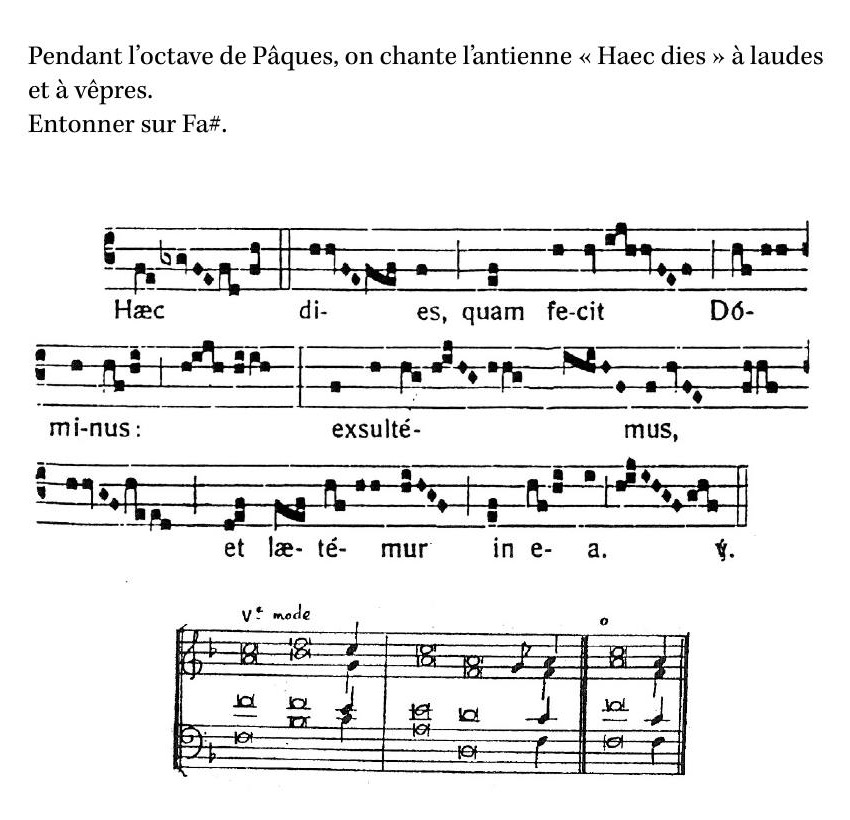 Pendant l’octave de Pâques, on chante l’antienne « Haec dies » à laudes
et à vêpres.
Entonner sur Fa#.
Hæc di- es, quam fe-cit Dó-
mi-nus: exsulté- mus,
et læ- té- mur in e- a. ℣.
Vᵉ mode
o